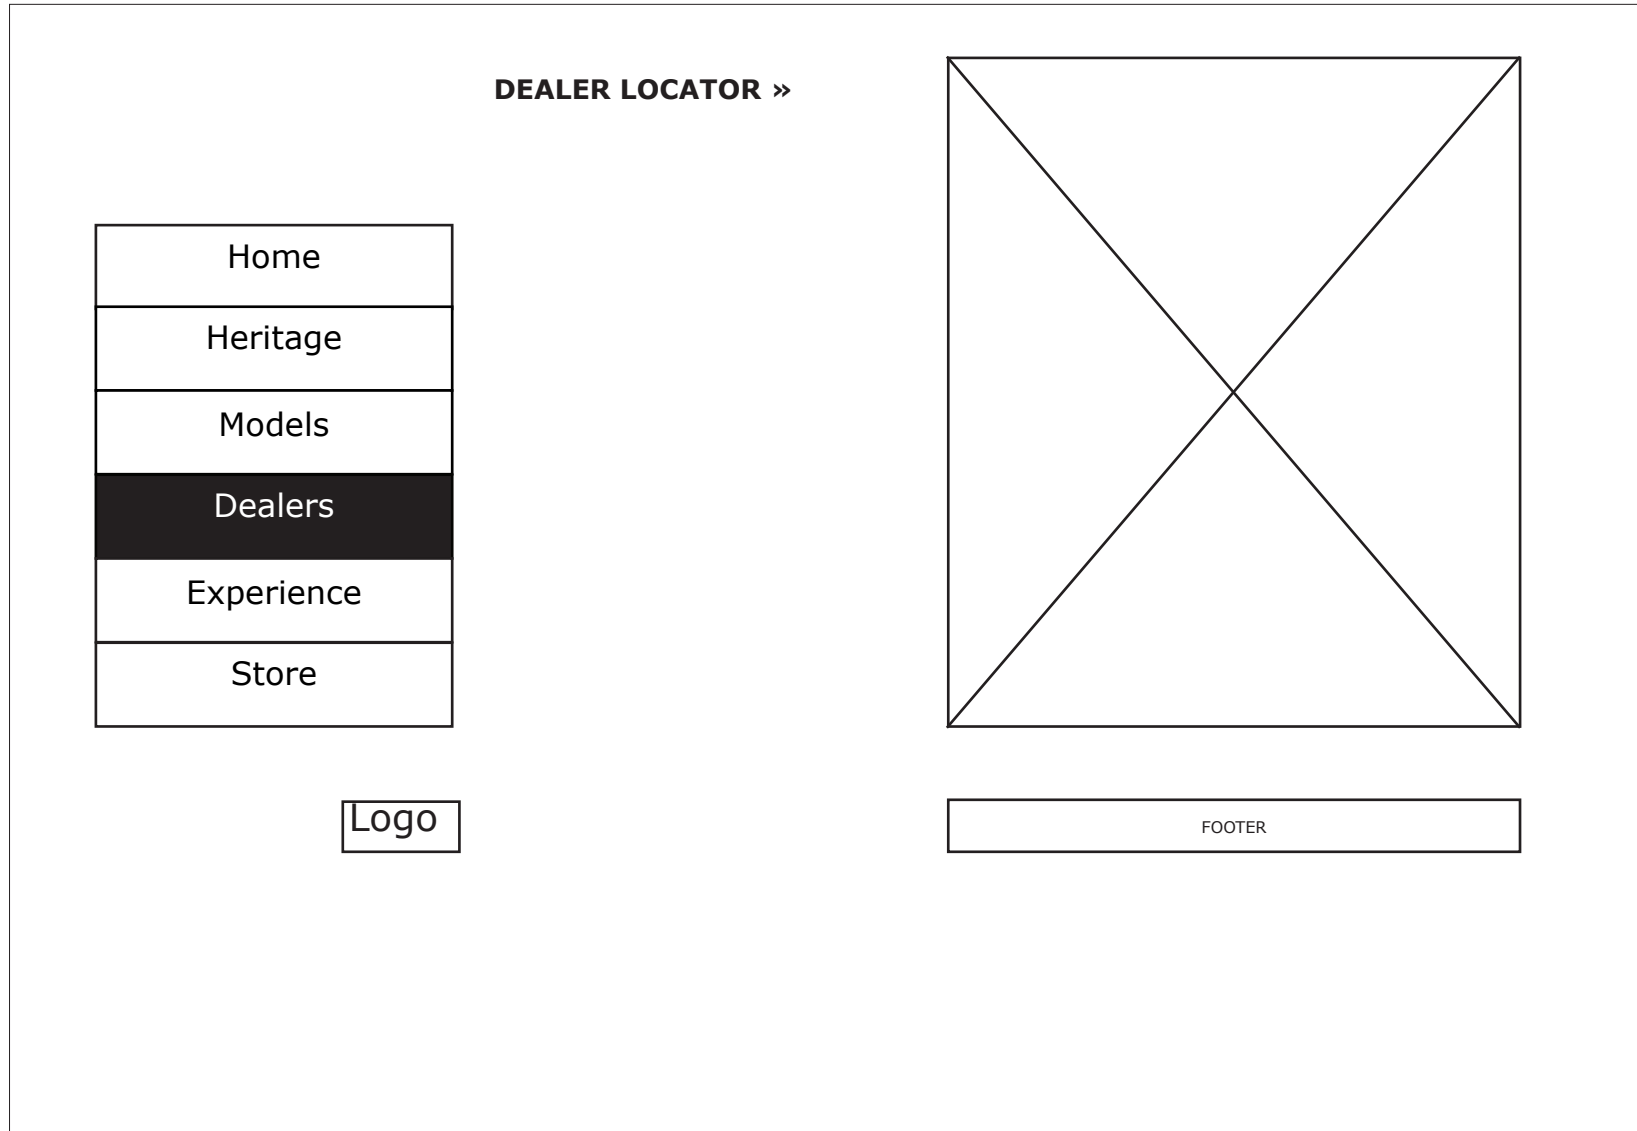 DEALER LOCATOR »
Home
Heritage
Models
Dealers
Experience
Store
Logo
FOOTER